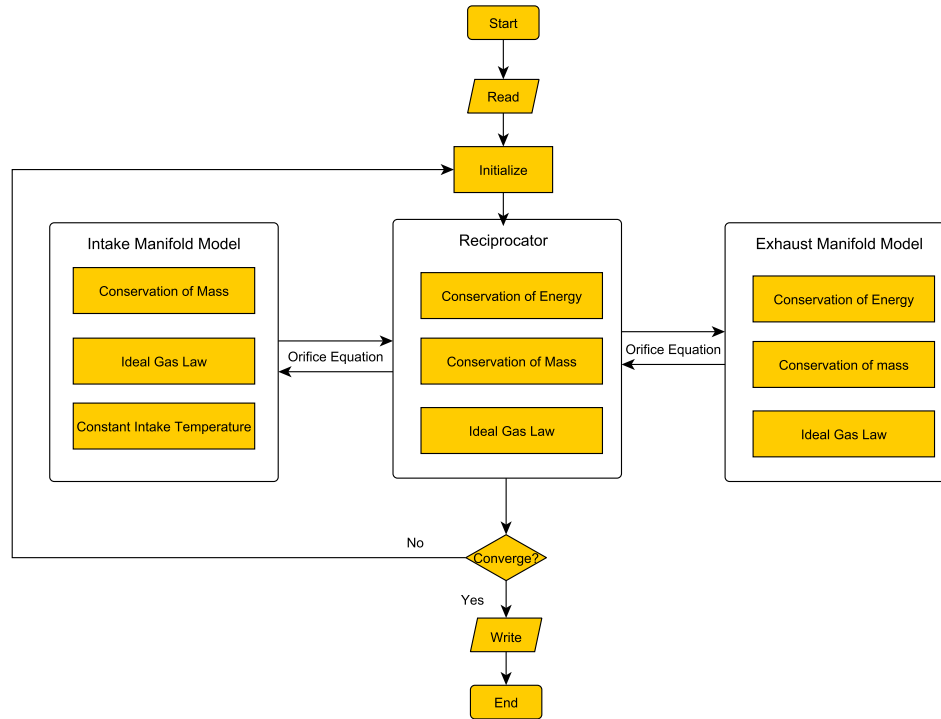 Start
Read
Initialize
Intake Manifold Model
Conservation of Mass
Ideal Gas Law
Constant Intake Temperature
Orifice Equation
Reciprocator
Conservation of Energy
Conservation of Mass
Ideal Gas Law
Orifice Equation
Exhaust Manifold Model
Conservation of Energy
Conservation of mass
Ideal Gas Law
No
Converge?
Yes
Write
End